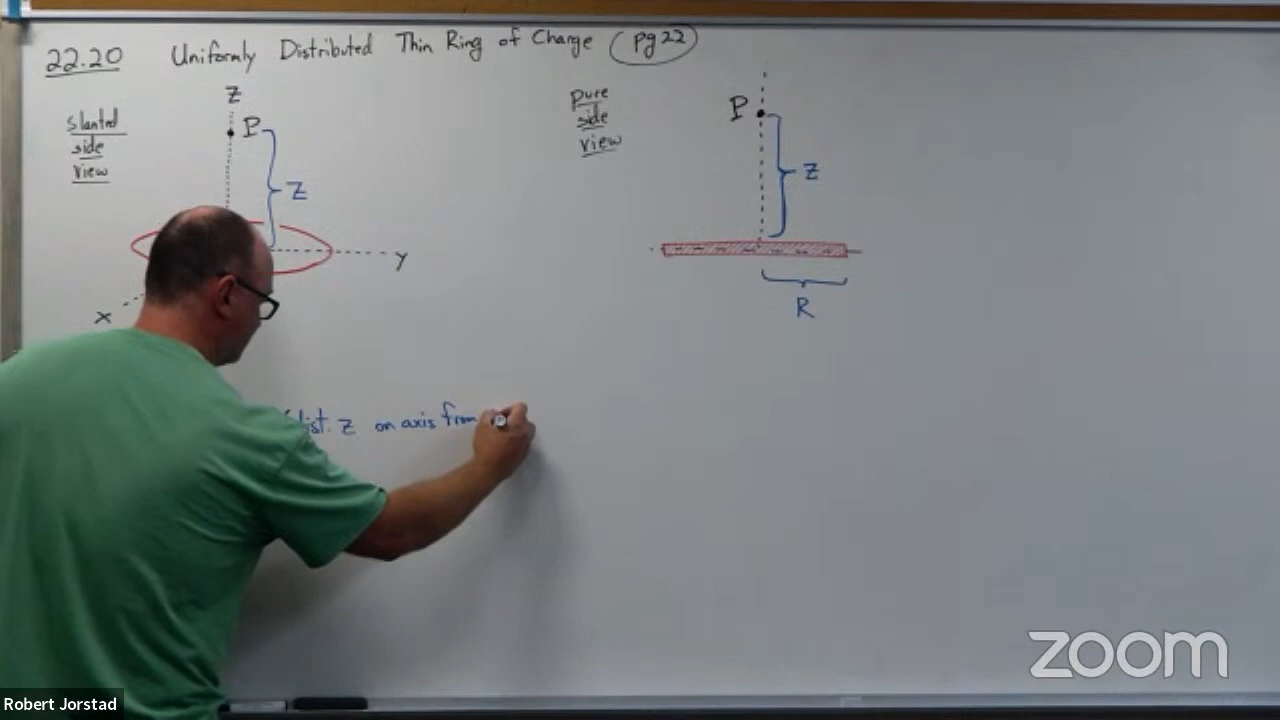 22.20 Uniformly Distributed Thin Ring of Charge pg 22
slanted
side
view
z
P
z
y
x
pure
side
view
P
z
R
dist. z on axis from
zoom
Robert Jorstad